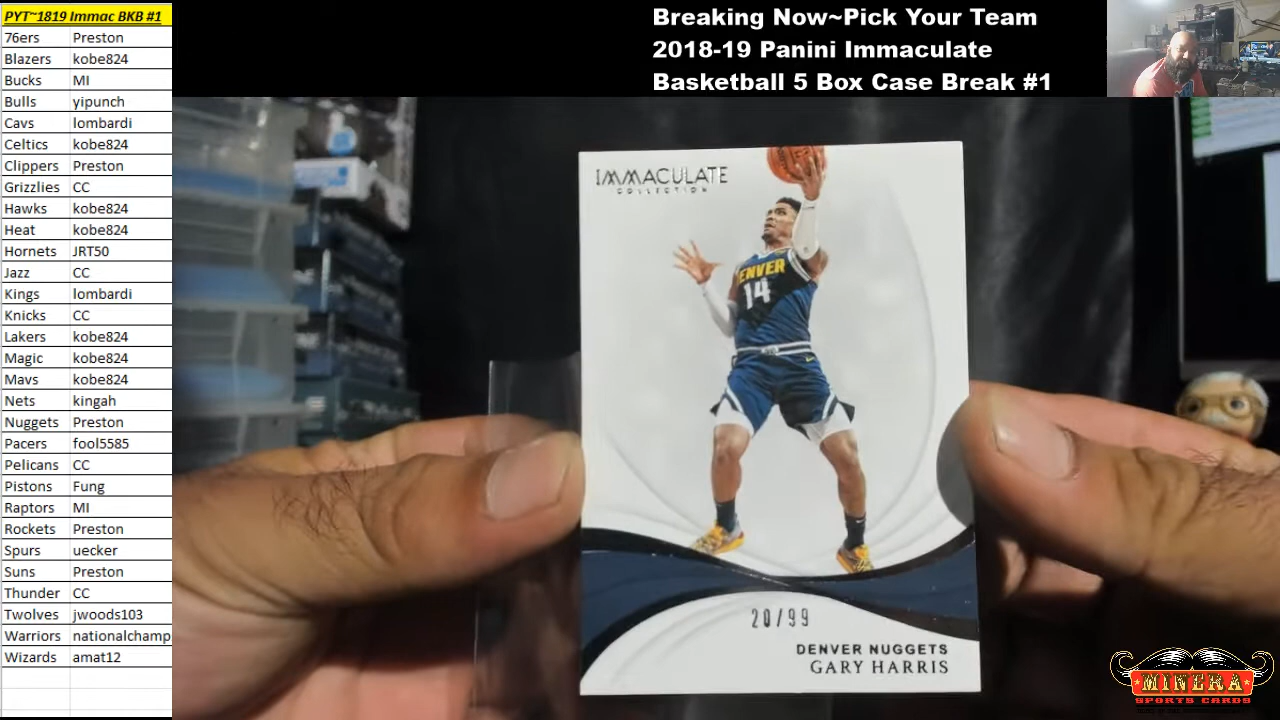 PYT~1819 Immac BKB #1
76ers Preston
Blazers kobe824
Bucks MI
Bulls yipunch
Cavs lombardi
Celtics kobe824
Clippers Preston
Grizzlies CC
Hawks kobe824
Heat kobe824
Hornets JRT50
Jazz CC
Kings lombardi
Knicks CC
Lakers kobe824
Magic kobe824
Mavs kobe824
Nets kingah
Nuggets Preston
Pacers fool5585
Pelicans CC
Pistons Fung
Raptors MI
Rockets Preston
Spurs uecker
Suns Preston
Thunder CC
Twolves jwoods103
Warriors nationalchamp
Wizards amat12
Breaking Now~Pick Your Team
2018-19 Panini Immaculate
Basketball 5 Box Case Break #1
IMMACULATE
COLLECTION
DENVER
14
20/99
DENVER NUGGETS
GARY HARRIS
MINERA
SPORTS CARDS